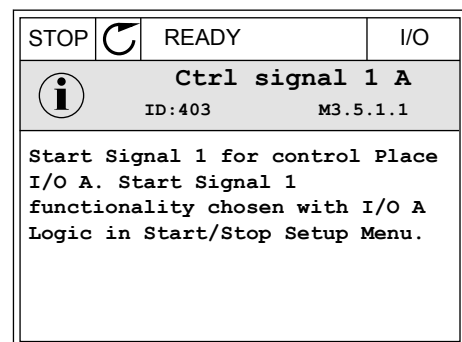 STOP READY I/O
Ctrl signal 1 A
ID:403 M3.5.1.1
Start Signal 1 for control Place
I/O A. Start Signal 1
functionality chosen with I/O A
Logic in Start/Stop Setup Menu.